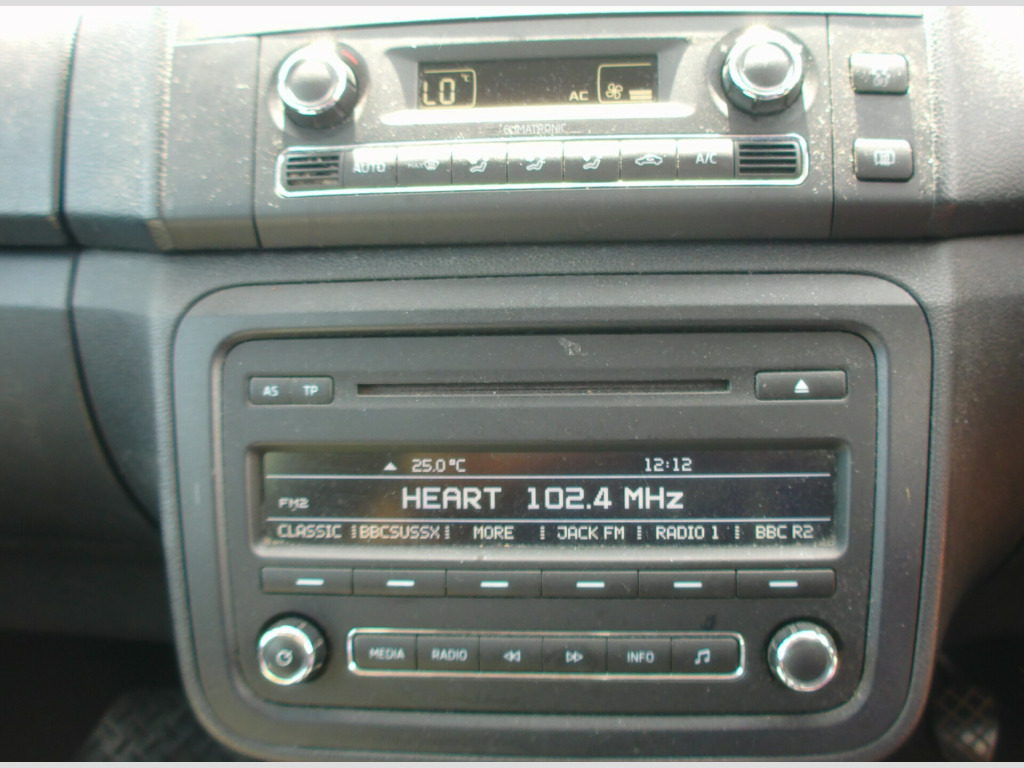 LO °C AC
CLIMATRONIC
AUTO A/C
AS TP
25.0 °C 12:12
FM2 HEART 102.4 MHz
CLASSIC BBCSUSSX MORE JACK FM RADIO 1 BBC R2
MEDIA RADIO INFO